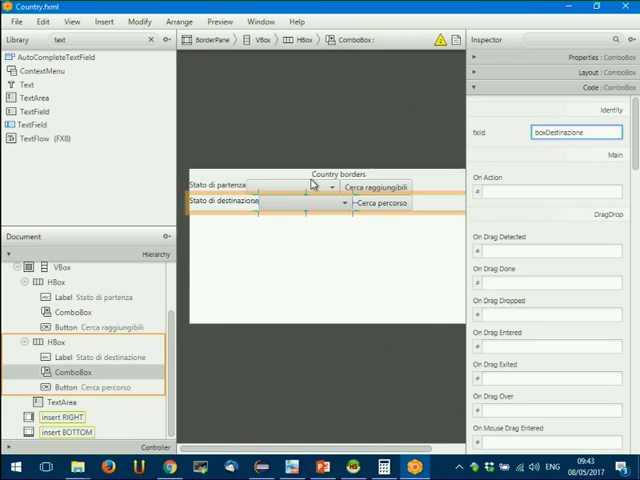 Country.fxml
File Edit View Insert Modify Arrange Preview Window Help
Library text
BorderPane VBox HBox ComboBox :
Inspector
AutoCompleteTextField
ContextMenu
Text
TextArea
TextField
TextField
TextFlow (FX8)
Properties : ComboBox
Layout : ComboBox
Code : ComboBox
Identity
fx:id boxDestinazione
Main
On Action
#
DragDrop
On Drag Detected
#
On Drag Done
#
On Drag Dropped
#
On Drag Entered
#
On Drag Exited
#
On Drag Over
#
On Mouse Drag Entered
#
Country borders
Stato di partenza Cerca raggiungibili
Stato di destinazione Cerca percorso
Document
Hierarchy
VBox
HBox
Label Stato di partenza
ComboBox
Button Cerca raggiungibili
HBox
Label Stato di destinazione
ComboBox
Button Cerca percorso
TextArea
insert RIGHT
insert BOTTOM
Controller
09:43
08/05/2017